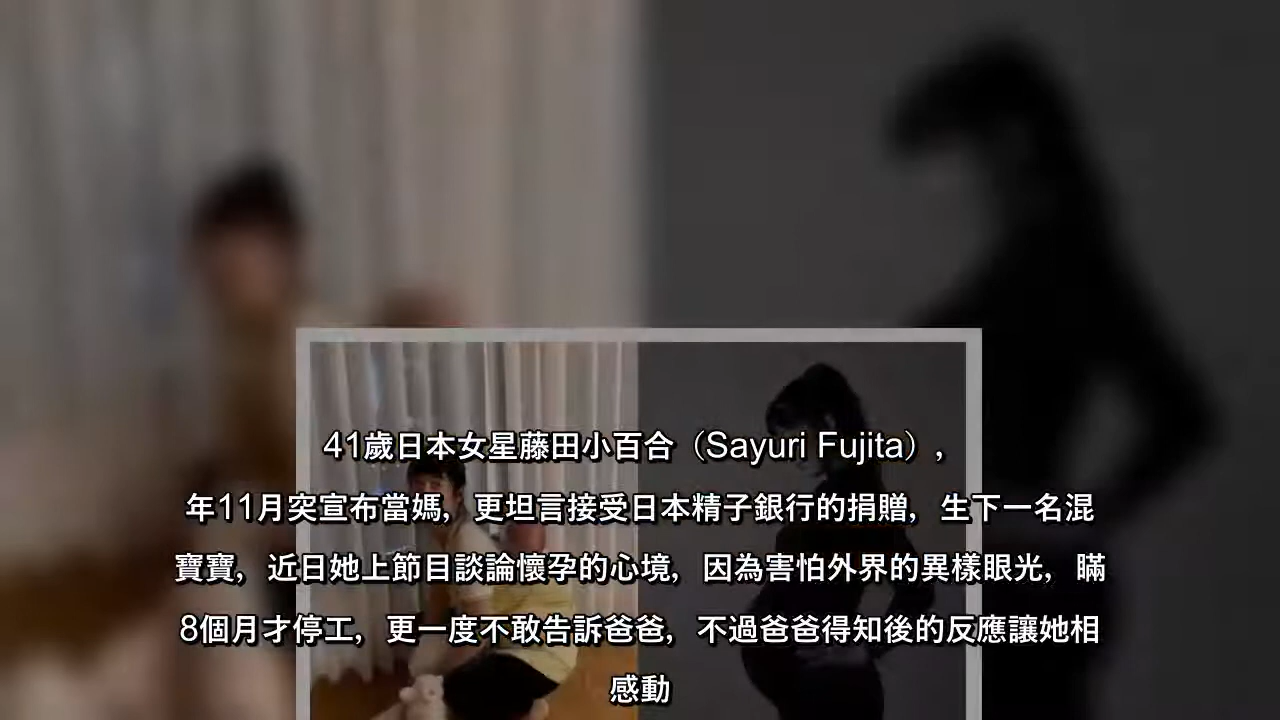 41歲日本女星藤田小百合（Sayuri Fujita），
年11月突宣布當媽，更坦言接受日本精子銀行的捐贈，生下一名混
寶寶，近日她上節目談論懷孕的心境，因為害怕外界的異樣眼光，瞞
8個月才停工，更一度不敢告訴爸爸，不過爸爸得知後的反應讓她相
感動